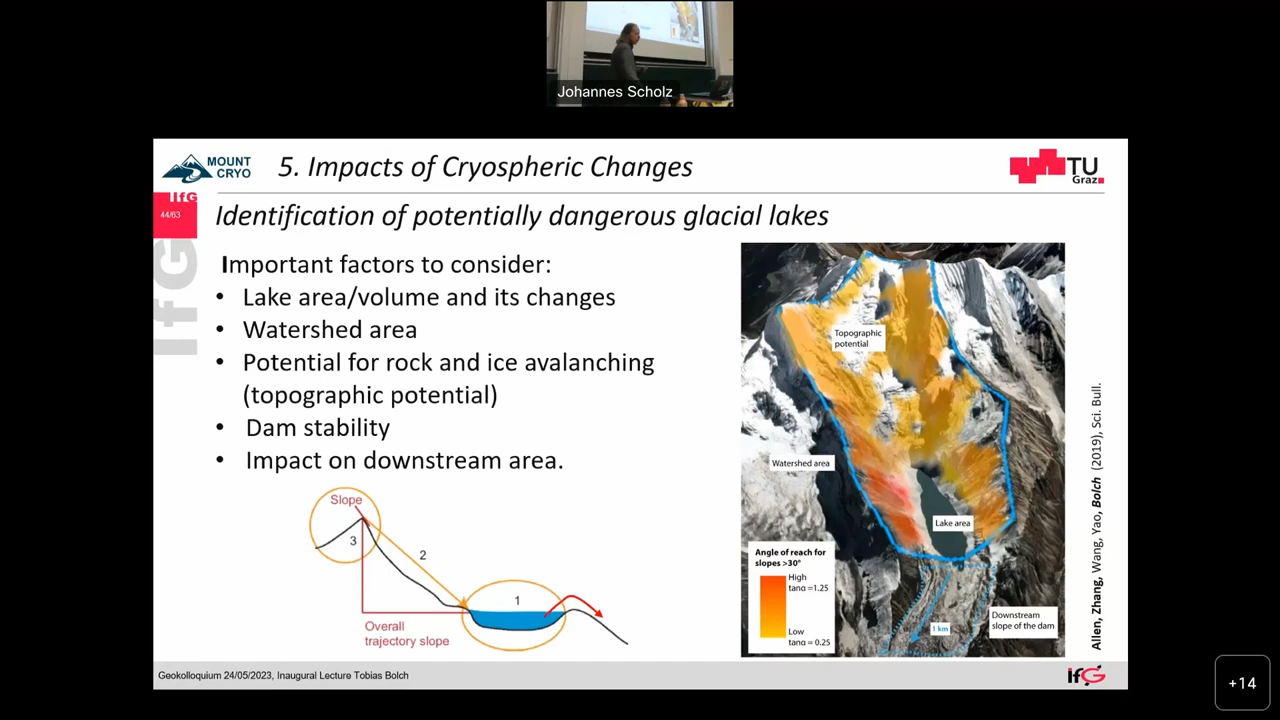 Johannes Scholz
MOUNT
CRYO
5. Impacts of Cryospheric Changes
TU
Graz
IfG
44/63
Identification of potentially dangerous glacial lakes
IfG
Important factors to consider:
• Lake area/volume and its changes
• Watershed area
• Potential for rock and ice avalanching
(topographic potential)
• Dam stability
• Impact on downstream area.
Slope
3
2
1
Overall
trajectory slope
Topographic
potential
Watershed area
Lake area
Angle of reach for
slopes >30°
High
tanα =1.25
Low
tanα = 0.25
1 km
Downstream
slope of the dam
Allen, Zhang, Wang, Yao, Bolch (2019), Sci. Bull.
Geokolloquium 24/05/2023, Inaugural Lecture Tobias Bolch
ifG
+14